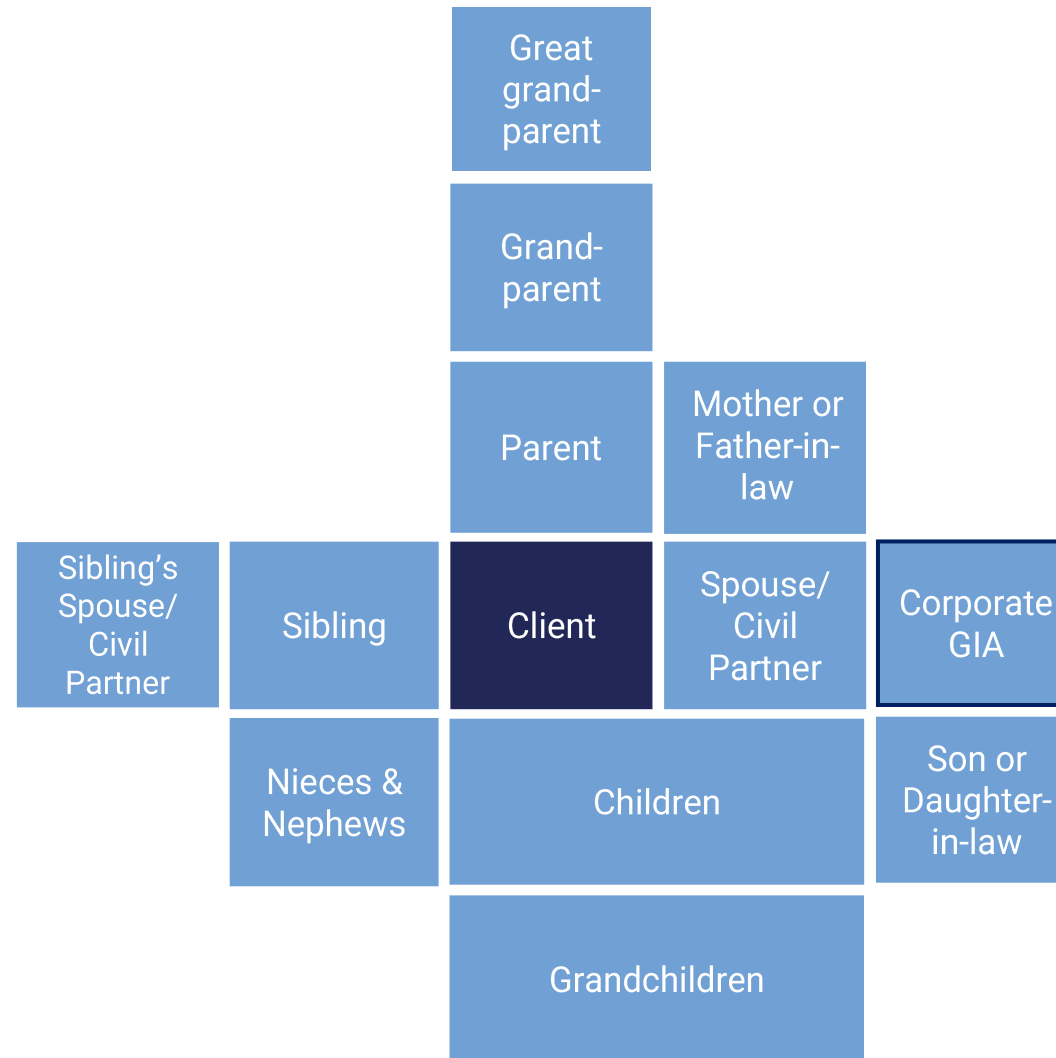 Great
grand-
parent
Grand-
parent
Parent
Mother or
Father-in-
law
Sibling’s
Spouse/
Civil
Partner
Sibling
Client
Spouse/
Civil
Partner
Corporate
GIA
Nieces &
Nephews
Children
Son or
Daughter-
in-law
Grandchildren